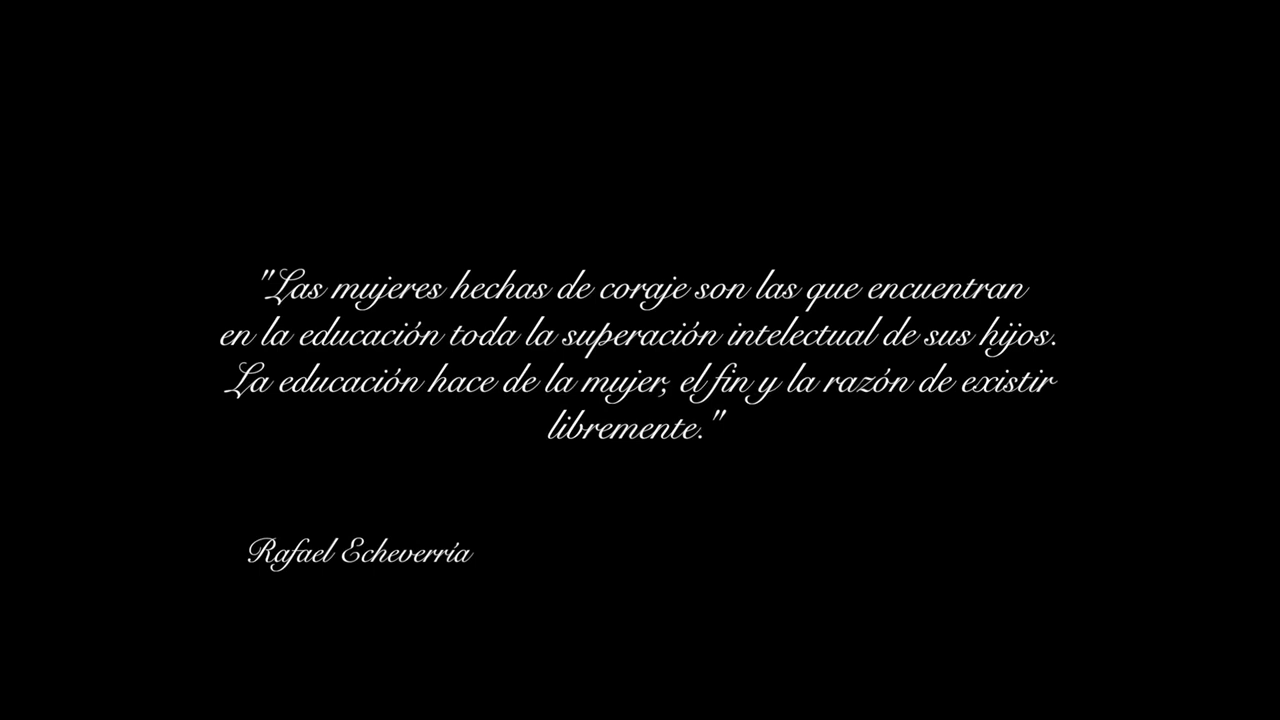 "Las mujeres hechas de coraje son las que encuentran
en la educación toda la superación intelectual de sus hijos.
La educación hace de la mujer, el fin y la razón de existir
libremente."
Rafael Echeverría